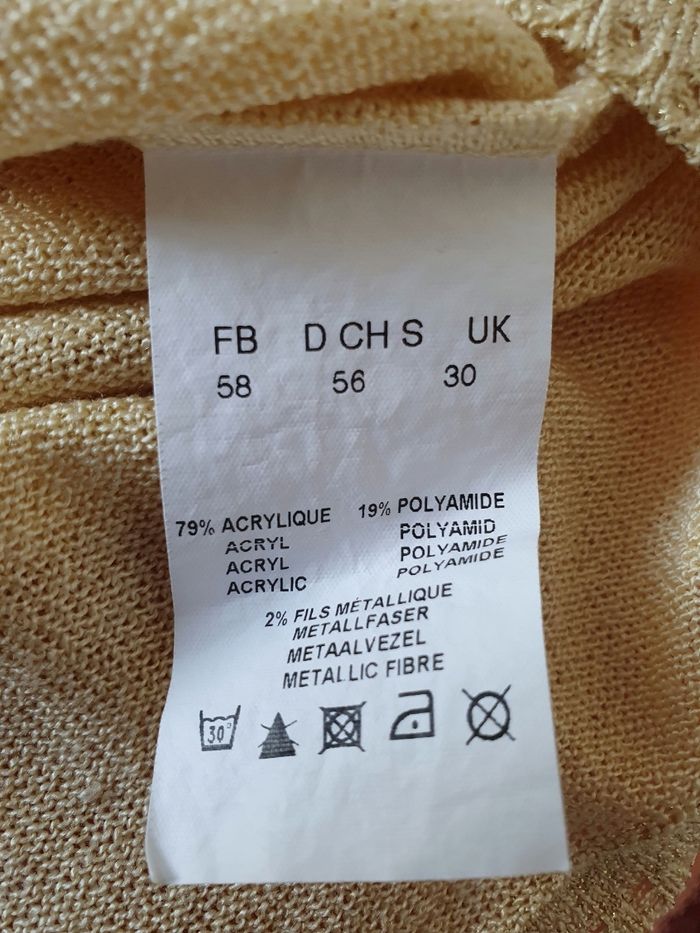 FB D CH S UK
58 56 30
79% ACRYLIQUE 19% POLYAMIDE
ACRYL POLYAMID
ACRYL POLYAMIDE
ACRYLIC POLYAMIDE
2% FILS MÉTALLIQUE
METALLFASER
METAALVEZEL
METALLIC FIBRE
30°